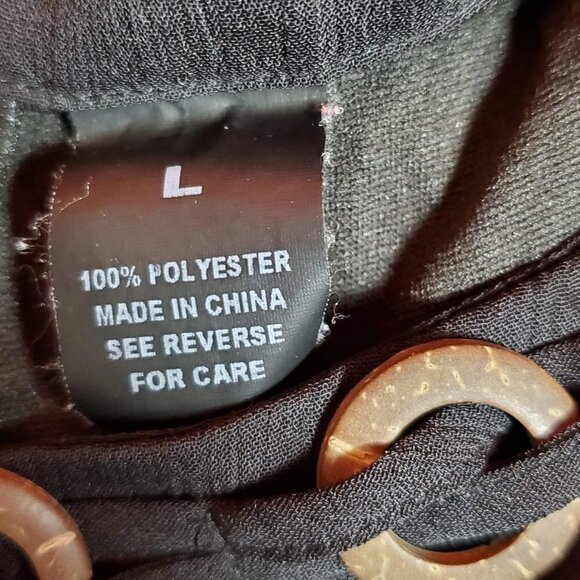 L
100% POLYESTER
MADE IN CHINA
SEE REVERSE
FOR CARE